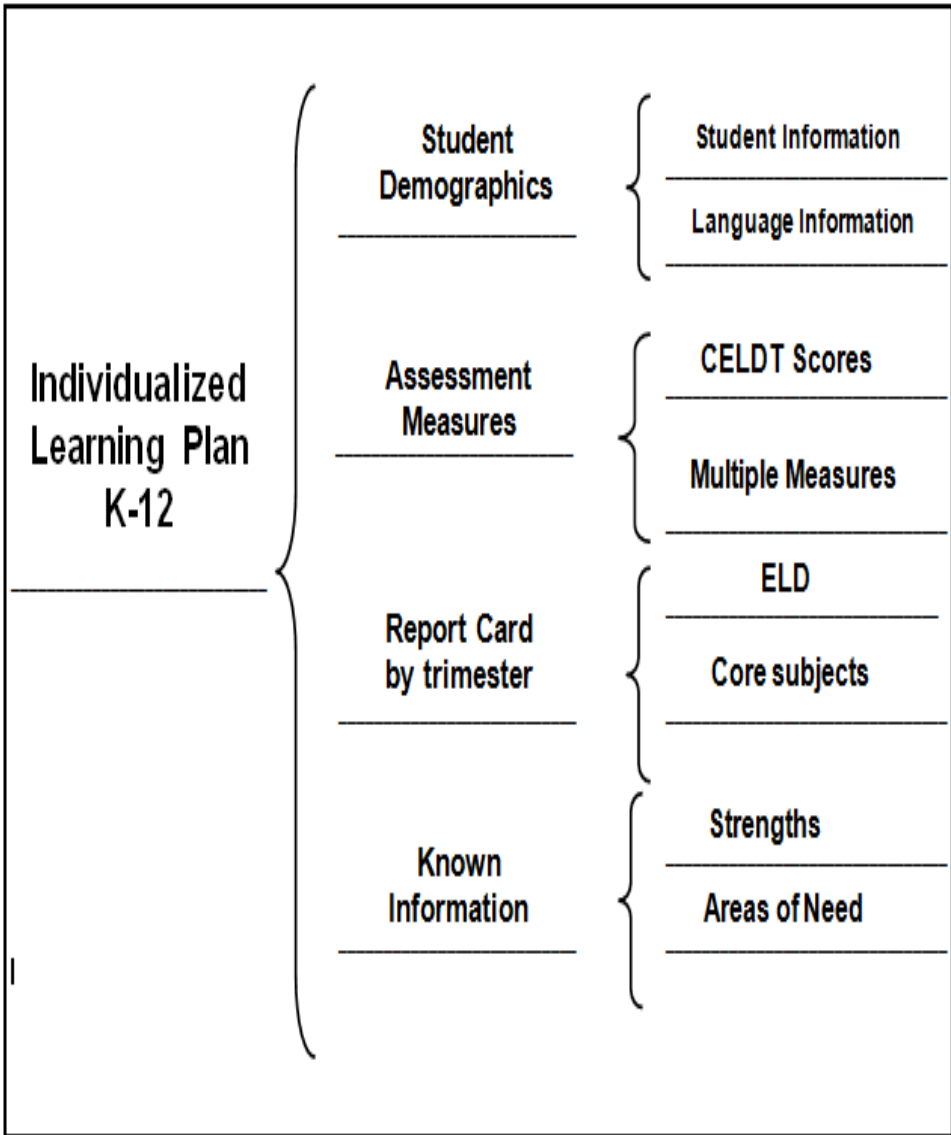 Individualized
Learning Plan
K-12
Student
Demographics
Student Information
Language Information
Assessment
Measures
CELDT Scores
Multiple Measures
Report Card
by trimester
ELD
Core subjects
Known
Information
Strengths
Areas of Need